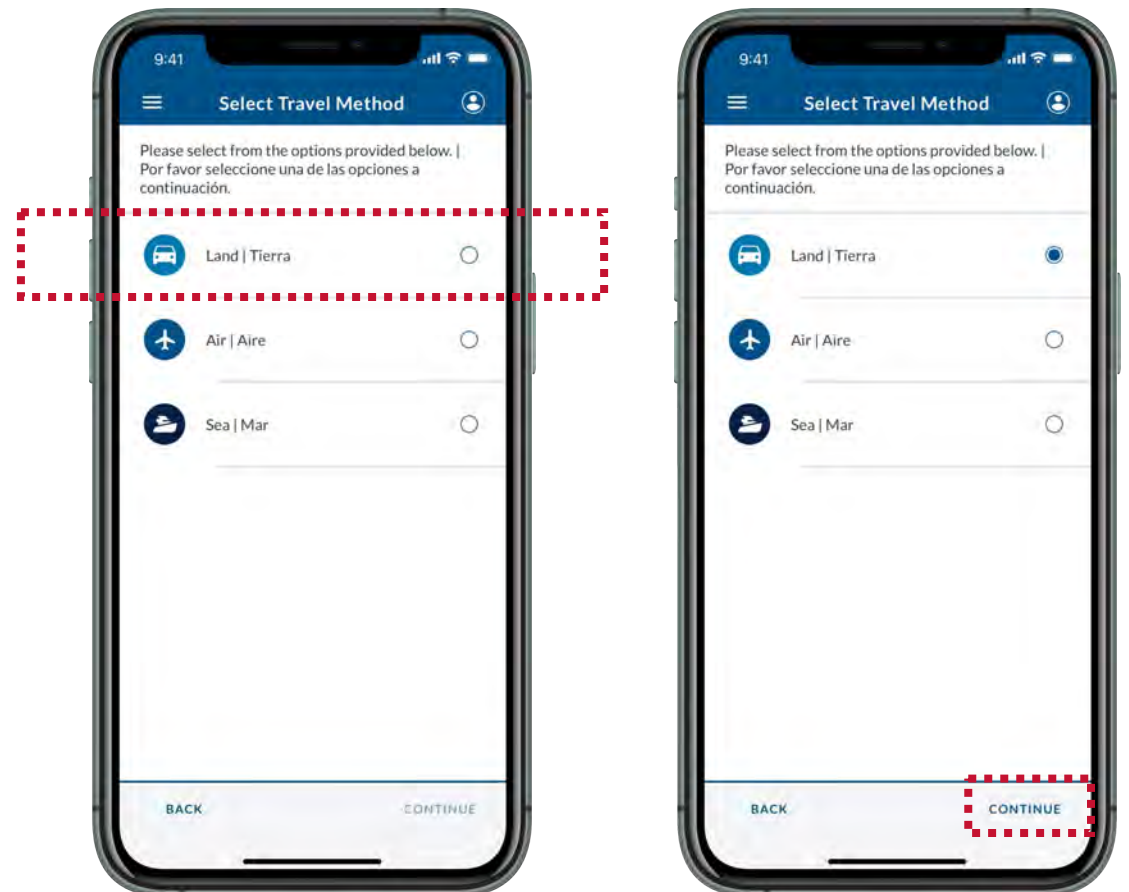 9:41
Select Travel Method
Please select from the options provided below. |
Por favor seleccione una de las opciones a
continuación.
Land | Tierra
Air | Aire
Sea | Mar
BACK
CONTINUE
9:41
Select Travel Method
Please select from the options provided below. |
Por favor seleccione una de las opciones a
continuación.
Land | Tierra
Air | Aire
Sea | Mar
BACK
CONTINUE